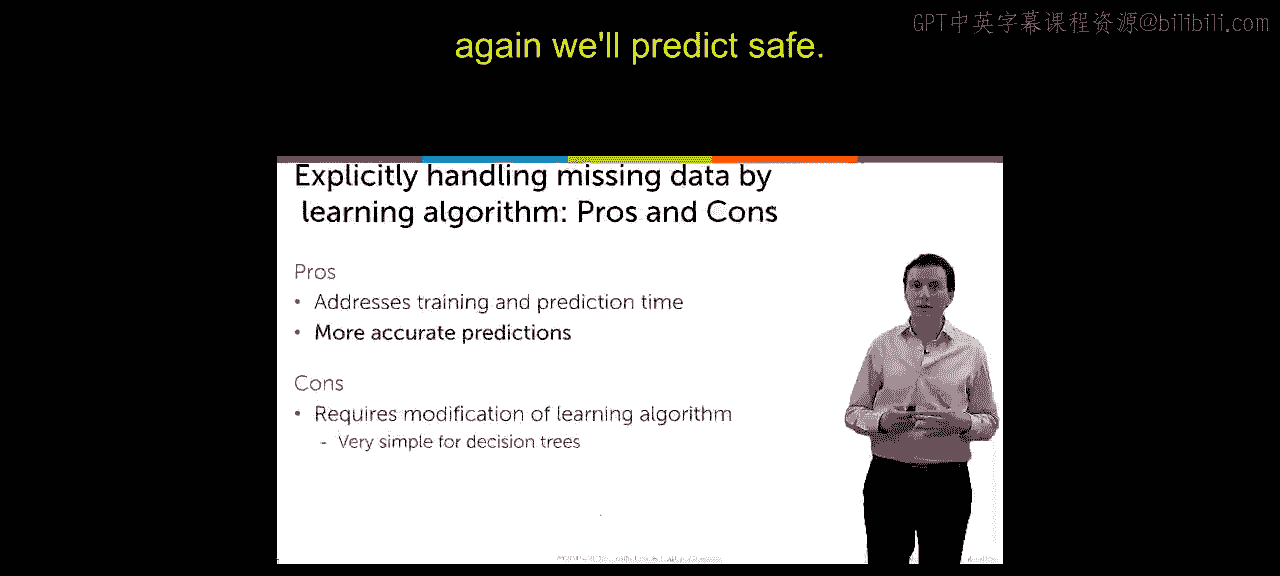 GPT中英字幕课程资源@bilibili.com
again we'll predict safe.
Explicitly handling missing data by
learning algorithm: Pros and Cons
Pros
• Addresses training and prediction time
• More accurate predictions
Cons
• Requires modification of learning algorithm
- Very simple for decision trees